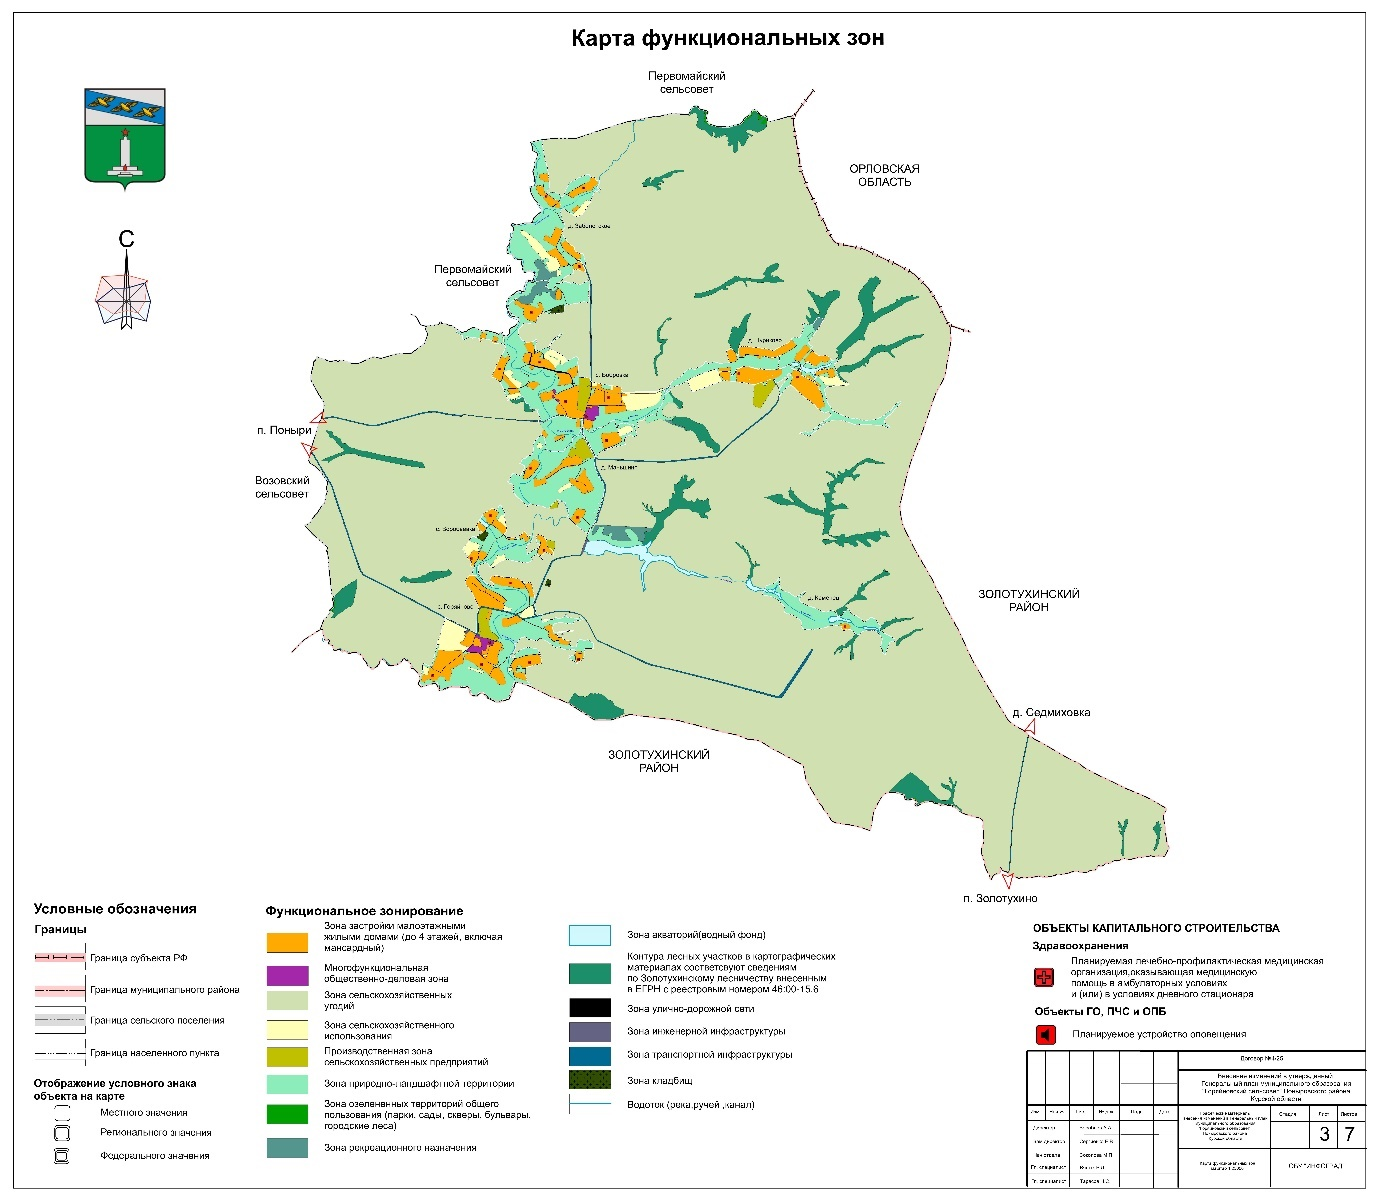 Карта функциональных зон
Первомайский
сельсовет
ОРЛОВСКАЯ
ОБЛАСТЬ
С
д. Заболотское
Первомайский
сельсовет
с. Бобровка
п. Поныри
Возовский
сельсовет
ЗОЛОТУХИНСКИЙ
РАЙОН
д. Седмиховка
ЗОЛОТУХИНСКИЙ
РАЙОН
п. Золотухино
Условные обозначения
Границы
Граница субъекта РФ
Граница муниципального района
Граница сельского поселения
Граница населенного пункта
Отображение условного знака
объекта на карте
Местного значения
Регионального значения
Федерального значения
Функциональное зонирование
Зона застройки малоэтажными
жилыми домами (до 4 этажей, включая
мансардный)
Многофункциональная
общественно-деловая зона
Зона сельскохозяйственных
угодий
Зона сельскохозяйственного
использования
Производственная зона
сельскохозяйственных предприятий
Зона природно-ландшафтной территории
Зона озелененных территорий общего
пользования (парки, сады, скверы, бульвары,
городские леса)
Зона рекреационного назначения
Зона акваторий(водный фонд)
Контура лесных участков в картографических
материалах соответсвуют сведениям
по Золотухинскому лесничеству внесенным
в ЕГРН с реестровым номером 46:00-15.6
Зона улично-дорожной сети
Зона инженерной инфраструктуры
Зона транспортной инфраструктуры
Зона кладбищ
Водоток (река,ручей ,канал)
ОБЪЕКТЫ КАПИТАЛЬНОГО СТРОИТЕЛЬСТВА
Здравоохранения
Планируемая лечебно-профилактическая медицинская
организация,оказывающая медицинскую
помощь в амбулаторных условиях
и (или) в условиях дневного стационара
Объекты ГО, ПЧС и ОПБ
Планируемое устройство оповещения
Стадия
Лист
Листов
3
7